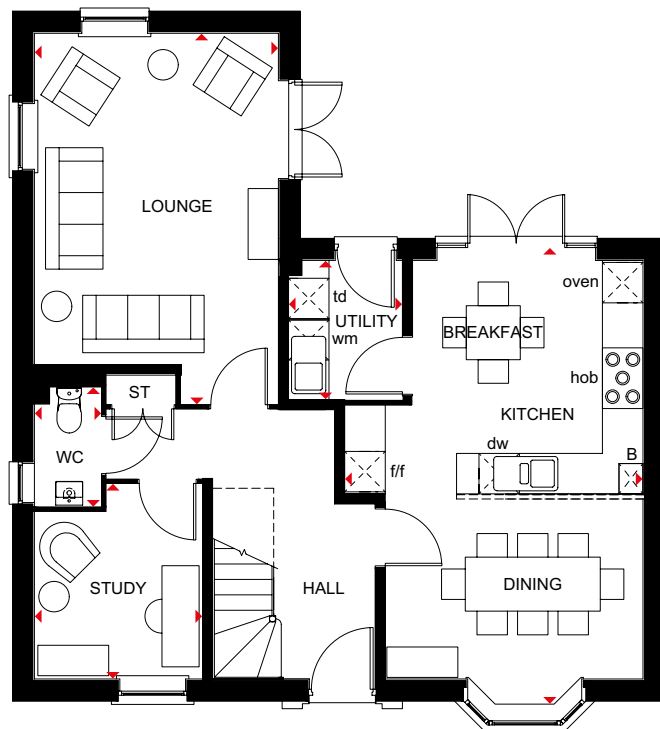 LOUNGE
oven
td
UTILITY
wm
BREAKFAST
hob
ST
KITCHEN
WC
dw
B
f/f
STUDY
HALL
DINING